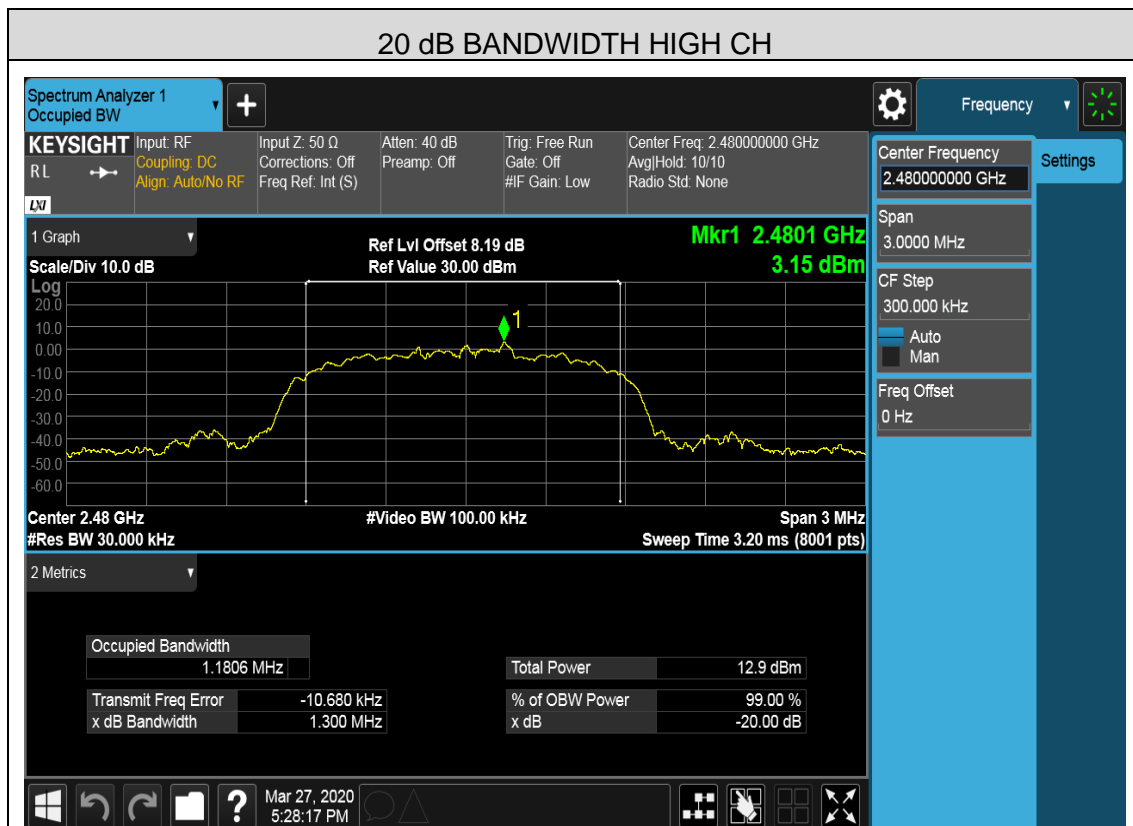 20 dB BANDWIDTH HIGH CH
Spectrum Analyzer 1
Occupied BW
Frequency
KEYSIGHT
RL
LXI
Input: RF
Coupling: DC
Align: Auto/No RF
Input Z: 50 Ω
Corrections: Off
Freq Ref: Int (S)
Atten: 40 dB
Preamp: Off
Trig: Free Run
Gate: Off
#IF Gain: Low
Center Freq: 2.480000000 GHz
Avg|Hold: 10/10
Radio Std: None
Center Frequency
2.480000000 GHz
Settings
Span
3.0000 MHz
CF Step
300.000 kHz
Auto
Man
Freq Offset
0 Hz
1 Graph
Scale/Div 10.0 dB
Ref Lvl Offset 8.19 dB
Ref Value 30.00 dBm
Mkr1 2.4801 GHz
3.15 dBm
Log
20.0
10.0
0.00
-10.0
-20.0
-30.0
-40.0
-50.0
-60.0
1
Center 2.48 GHz
#Res BW 30.000 kHz
#Video BW 100.00 kHz
Span 3 MHz
Sweep Time 3.20 ms (8001 pts)
2 Metrics
Occupied Bandwidth
1.1806 MHz
Total Power 12.9 dBm
Transmit Freq Error -10.680 kHz
% of OBW Power 99.00 %
x dB Bandwidth 1.300 MHz
x dB -20.00 dB
?
Mar 27, 2020
5:28:17 PM